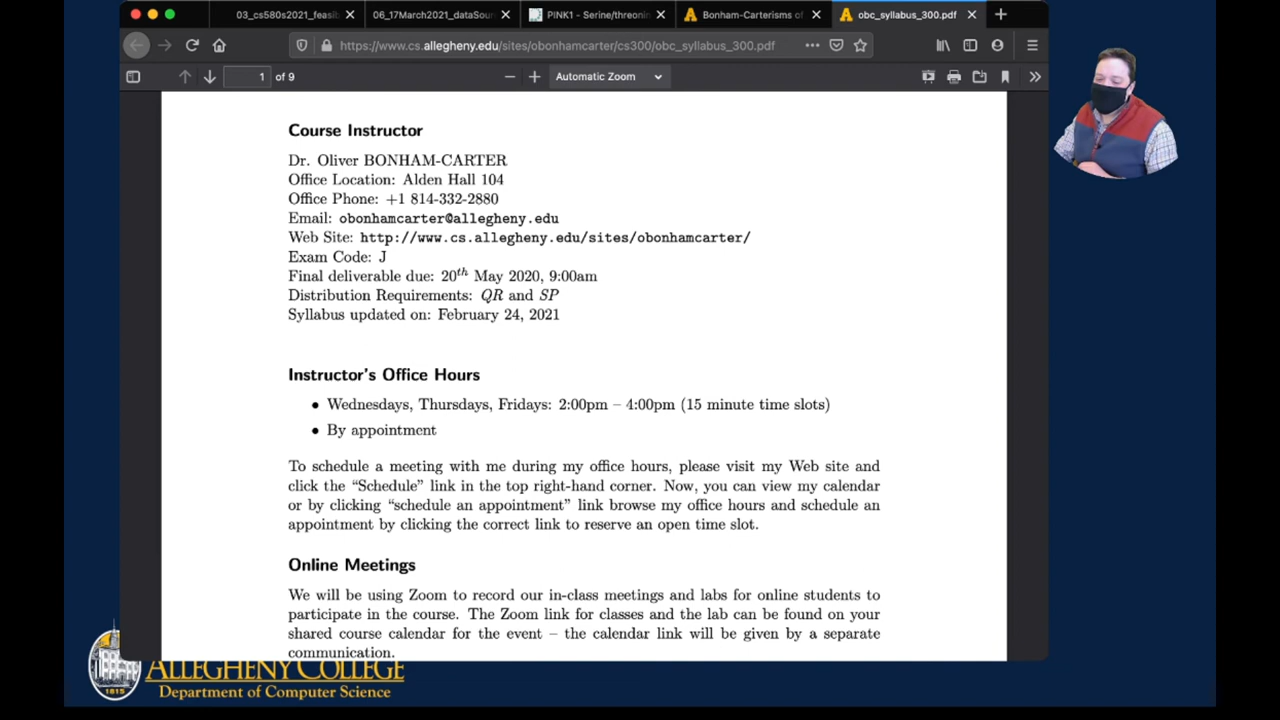 03_cs580s2021_feasib
06_17March2021_dataSour
PINK1 - Serine/threonin
Bonham-Carterisms of
obc_syllabus_300.pdf
https://www.cs.allegheny.edu/sites/obonhamcarter/cs300/obc_syllabus_300.pdf
1 of 9
Automatic Zoom
Course Instructor
Dr. Oliver BONHAM-CARTER
Office Location: Alden Hall 104
Office Phone: +1 814-332-2880
Email: obonhamcarter@allegheny.edu
Web Site: http://www.cs.allegheny.edu/sites/obonhamcarter/
Exam Code: J
Final deliverable due: 20th May 2020, 9:00am
Distribution Requirements: QR and SP
Syllabus updated on: February 24, 2021
Instructor's Office Hours
• Wednesdays, Thursdays, Fridays: 2:00pm – 4:00pm (15 minute time slots)
• By appointment
To schedule a meeting with me during my office hours, please visit my Web site and
click the “Schedule” link in the top right-hand corner. Now, you can view my calendar
or by clicking “schedule an appointment” link browse my office hours and schedule an
appointment by clicking the correct link to reserve an open time slot.
Online Meetings
We will be using Zoom to record our in-class meetings and labs for online students to
participate in the course. The Zoom link for classes and the lab can be found on your
shared course calendar for the event – the calendar link will be given by a separate
communication.
ALLEGHENY COLLEGE
1815
Department of Computer Science